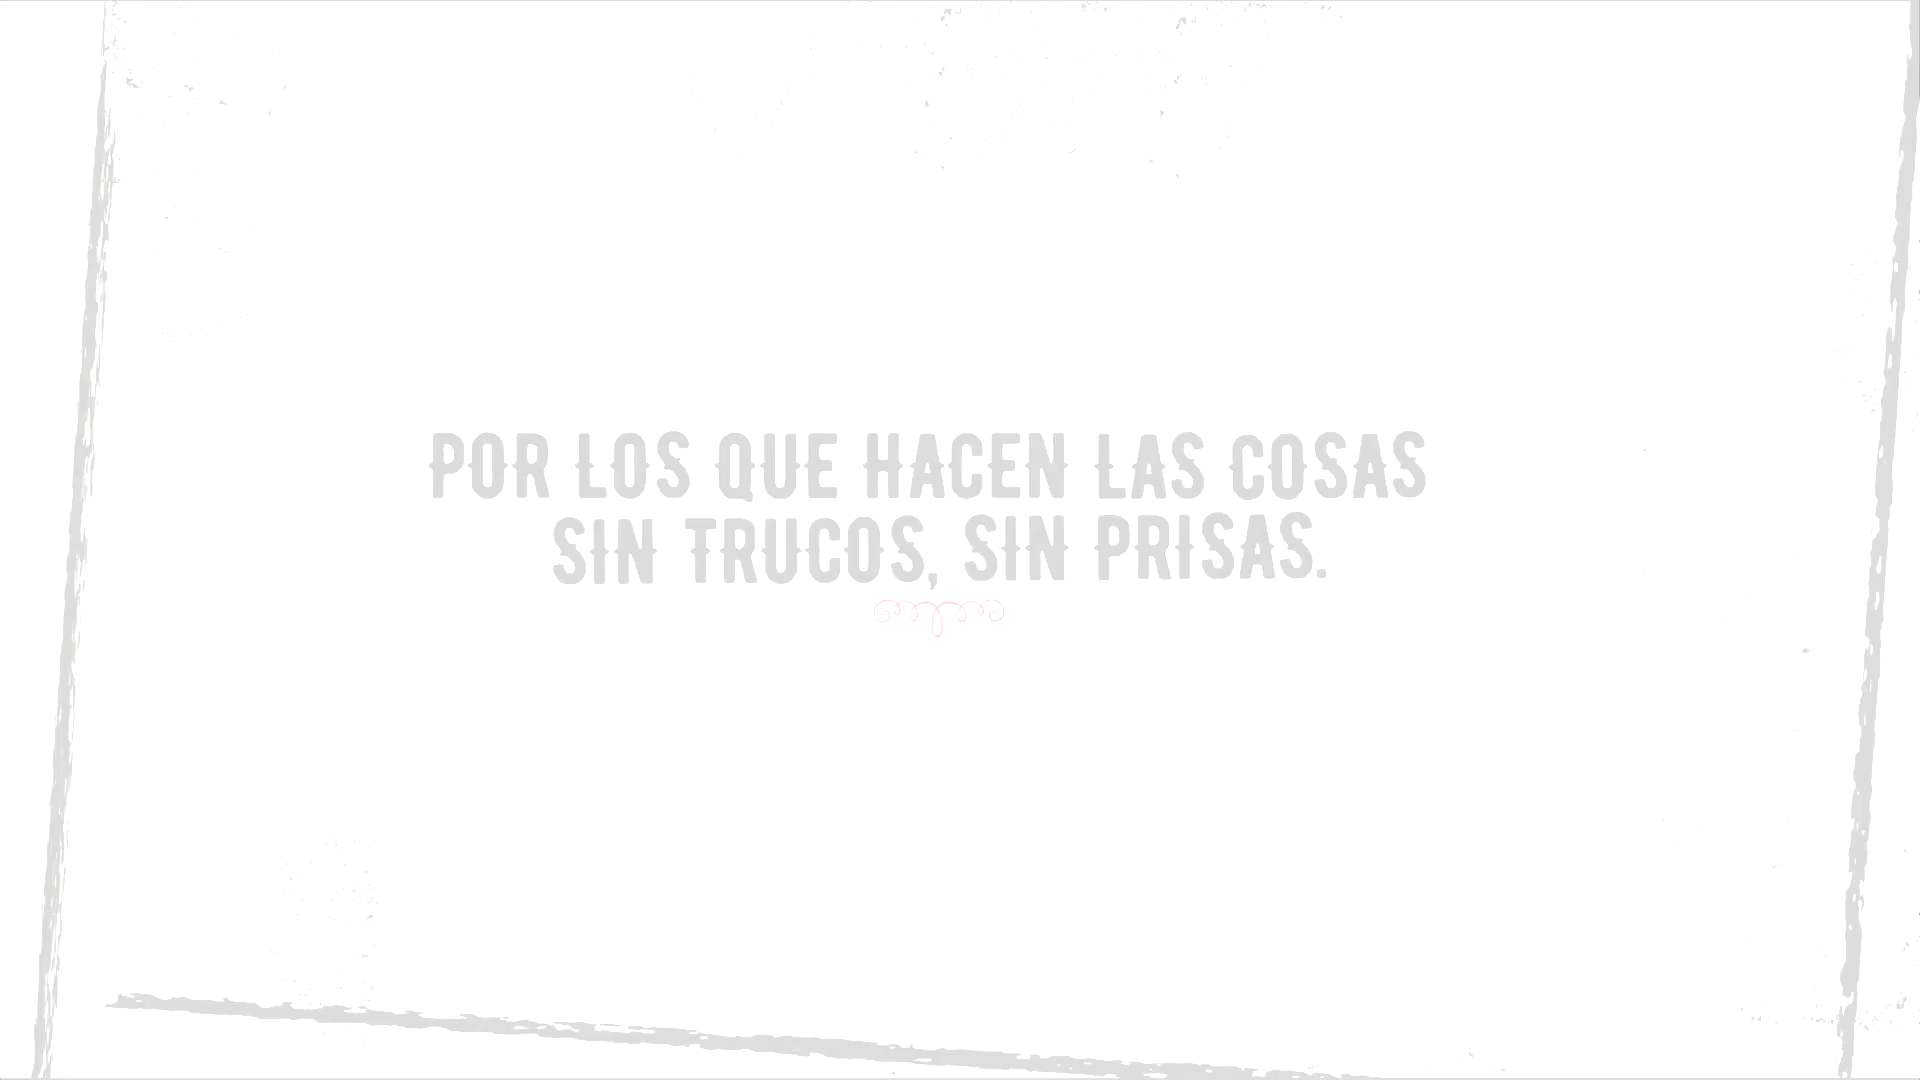 POR LOS QUE HACEN LAS COSAS
SIN TRUCOS, SIN PRISAS.